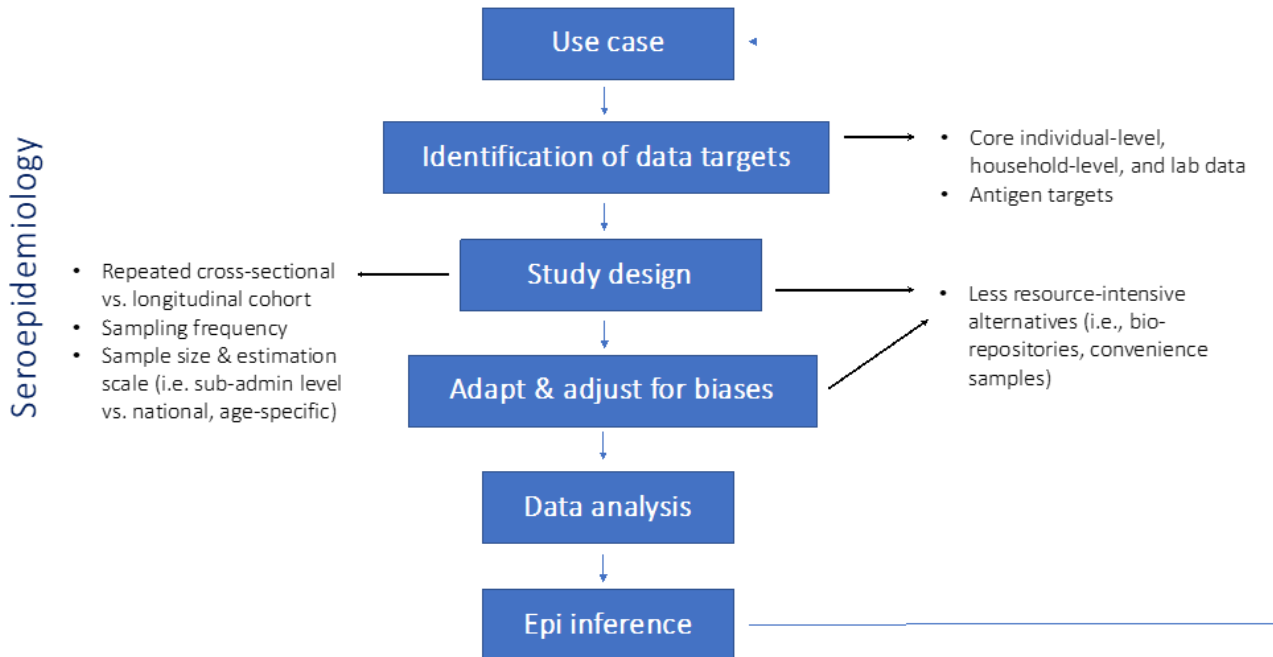 Seroepidemiology
Use case
Identification of data targets
• Core individual-level,
household-level, and lab data
• Antigen targets
Study design
• Repeated cross-sectional
vs. longitudinal cohort
• Sampling frequency
• Sample size & estimation
scale (i.e. sub-admin level
vs. national, age-specific)
• Less resource-intensive
alternatives (i.e., bio-
repositories, convenience
samples)
Adapt & adjust for biases
Data analysis
Epi inference